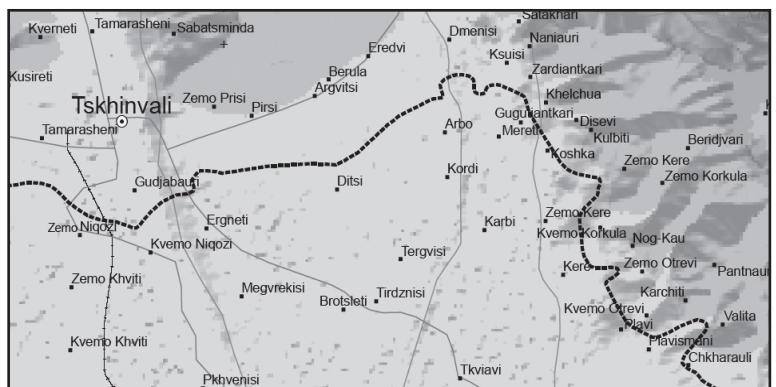 Satakhari
Kverneti
Tamarasheni
Sabatsminda
Dmenisi
Naniauri
Eredvi
Ksuisi
Kusireti
Berula
Zardiantkari
Argvitsi
Zemo Prisi
Khelchua
Tskhinvali
Pirsi
Gugutiantkari
Disevi
Arbo
Tamarasheni
Mereti
Kulbiti
Beridjvari
Koshka
Zemo Kere
Kordi
Zemo Korkula
Gudjabauri
Ditsi
Zemo Kere
Zemo Niqozi
Ergneti
Karbi
Kvemo Korkula
Nog-Kau
Kvemo Niqozi
Tergvisi
Kere
Zemo Otrevi
Pantnauri
Zemo Khviti
Megvrekisi
Tirdznisi
Karchiti
Brotsleti
Kvemo Otrevi
Valita
Plavi
Kvemo Khviti
Plavismani
Chkharauli
Tkviavi
Pkhvenisi